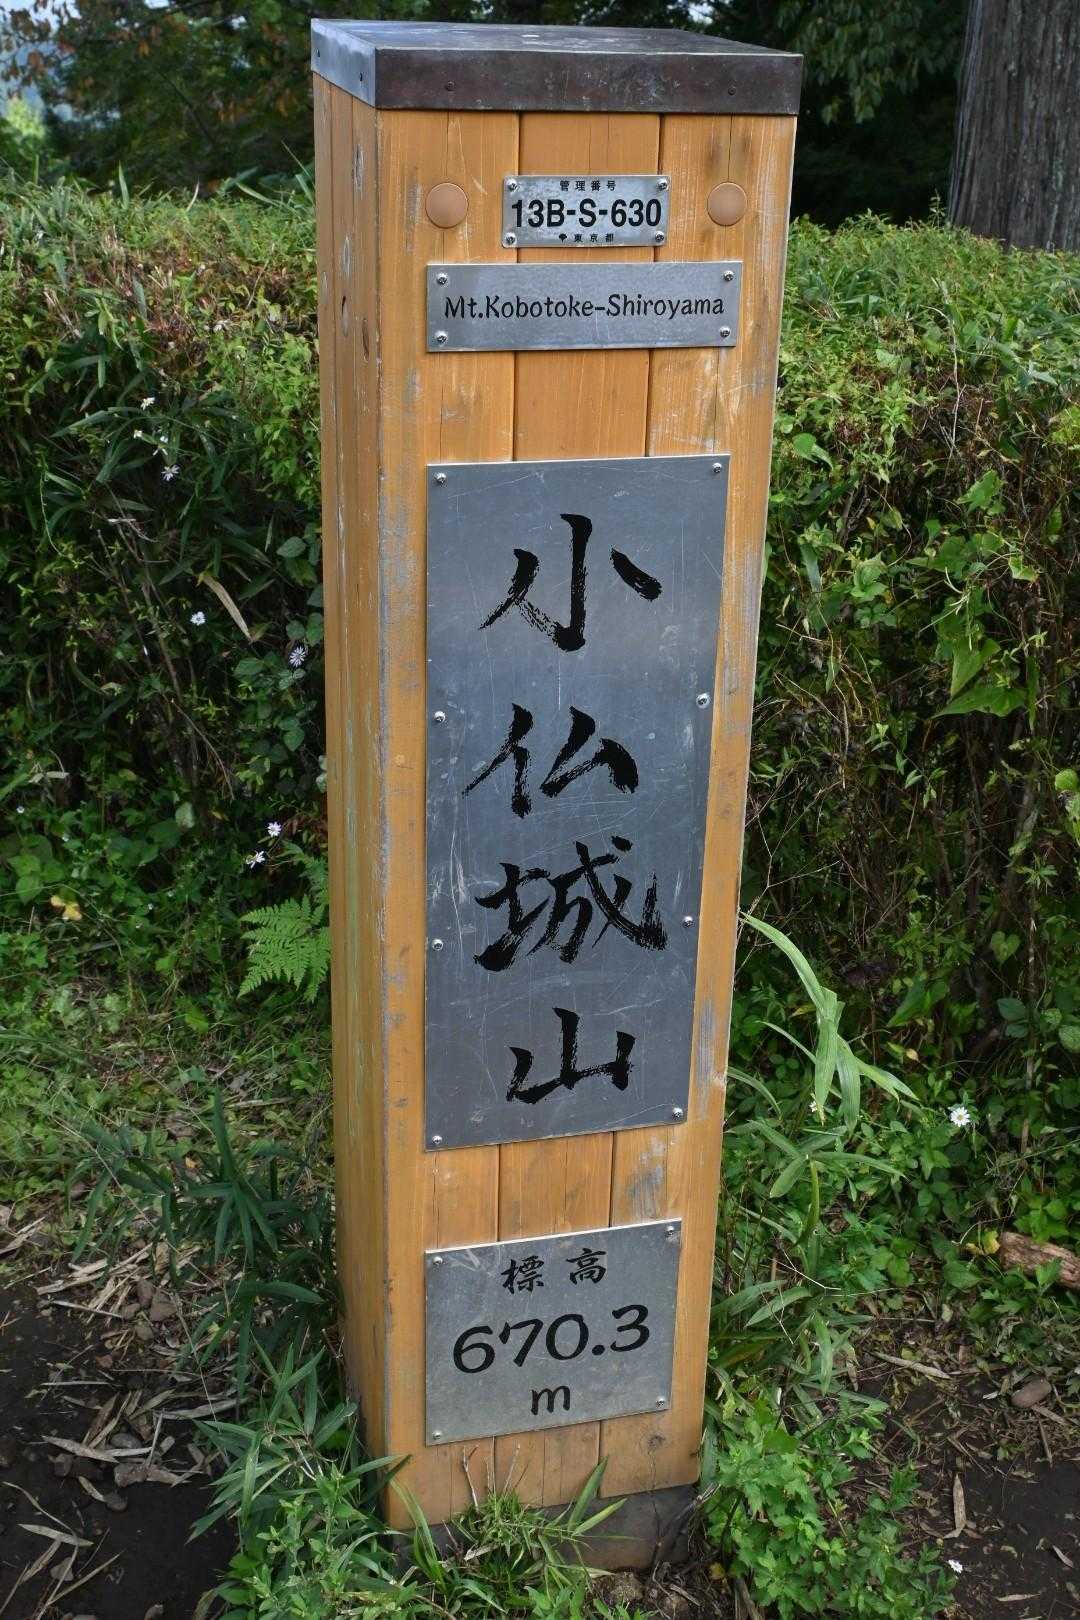 管理番号
13B-S-630
東京都
Mt.Kobotoke-Shiroyama
小仏城山
標高
670.3
m